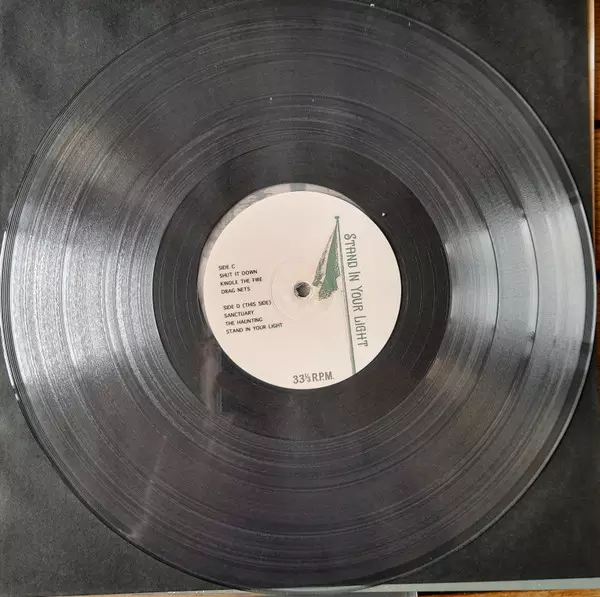 SIDE C
SHUT IT DOWN
KINDLE THE FIRE
DRAG NETS
SIDE D (THIS SIDE)
SANCTUARY
THE HAUNTING
STAND IN YOUR LIGHT
STAND IN YOUR LIGHT
33⅓ R.P.M.